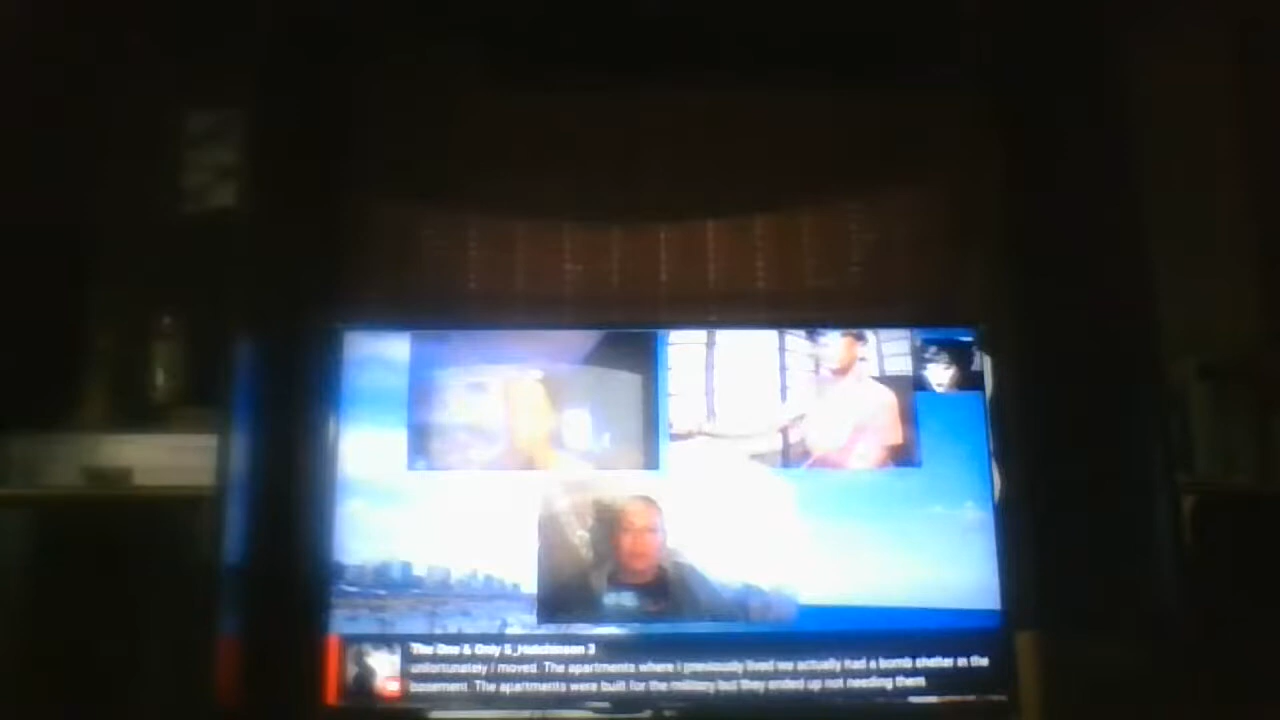 The One & Only S_Hutchinson 3
unfortunately I moved. The apartments where I previously lived we actually had a bomb shelter in the
basement. The apartments were built for the military but they ended up not needing them